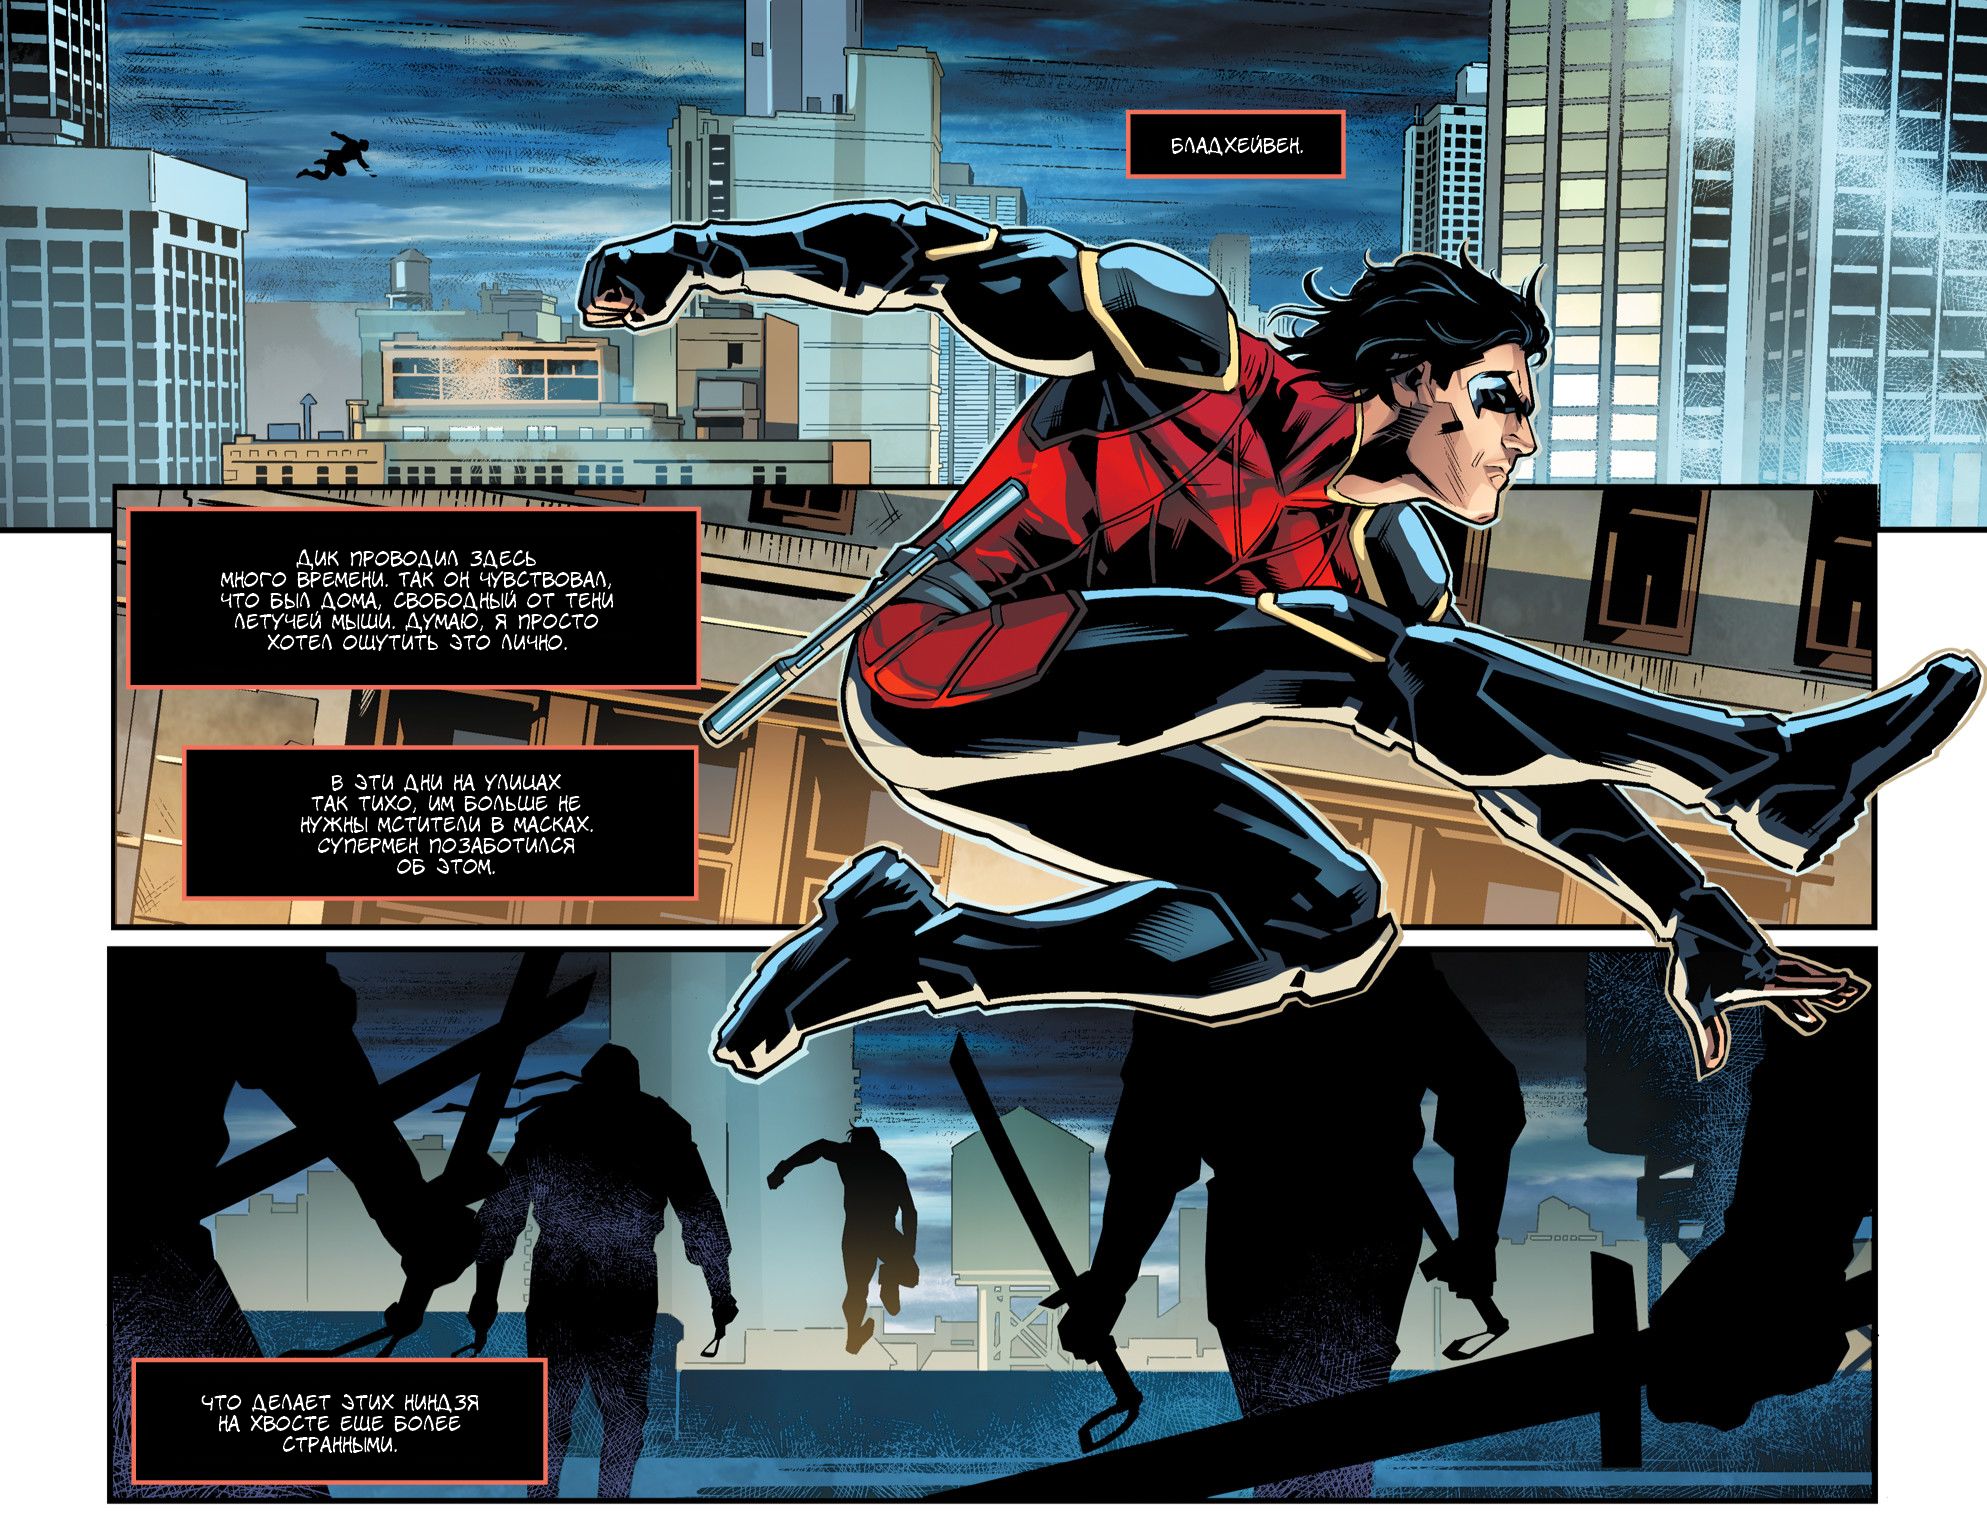 БЛАДХЕЙВЕН.
ДИК ПРОВОДИЛ ЗДЕСЬ
МНОГО ВРЕМЕНИ. ТАК ОН ЧУВСТВОВАЛ,
ЧТО БЫЛ ДОМА, СВОБОДНЫЙ ОТ ТЕНИ
ЛЕТУЧЕЙ МЫШИ. ДУМАЮ, Я ПРОСТО
ХОТЕЛ ОЩУТИТЬ ЭТО ЛИЧНО.
В ЭТИ ДНИ НА УЛИЦАХ
ТАК ТИХО, ИМ БОЛЬШЕ НЕ
НУЖНЫ МСТИТЕЛИ В МАСКАХ.
СУПЕРМЕН ПОЗАБОТИЛСЯ
ОБ ЭТОМ.
ЧТО ДЕЛАЕТ ЭТИХ НИНДЗЯ
НА ХВОСТЕ ЕЩЕ БОЛЕЕ
СТРАННЫМИ.